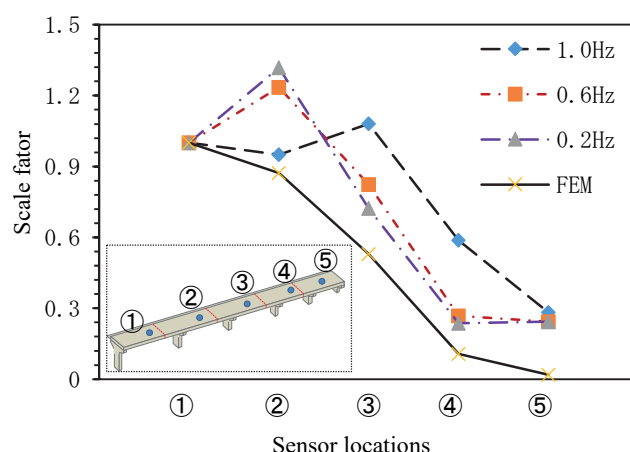 1.5
1.2
0.9
0.6
0.3
0
Scale fator
1.0Hz
0.6Hz
0.2Hz
FEM
① ② ③ ④ ⑤
① ② ③ ④ ⑤
Sensor locations